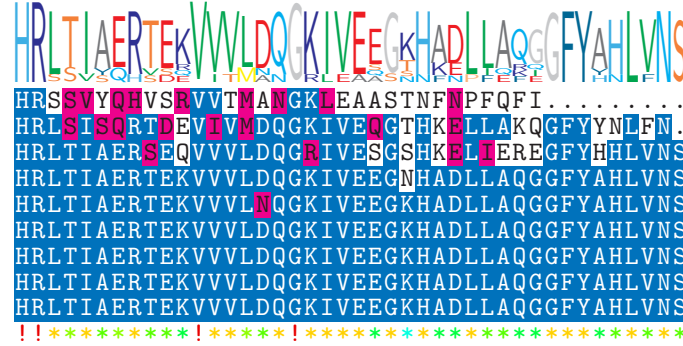 HRLTIAERTEKVVVLDQGKIVEEGKHADLLAQGGFYAHLVNS
HRSSVYQHVSRVVTMANGKLEAASTNFNPFQFI.........
HRLSISQRTDEVIVMDQGKIVEQGTHKELLAKQGFYYNLFN.
HRLTIAERSEQVVVLDQGRIVESGSHKELIEREGFYHHLVNS
HRLTIAERTEKVVVLDQGKIVEEGNHADLLAQGGFYAHLVNS
HRLTIAERTEKVVVLNQGKIVEEGKHADLLAQGGFYAHLVNS
HRLTIAERTEKVVVLDQGKIVEEGKHADLLAQGGFYAHLVNS
HRLTIAERTEKVVVLDQGKIVEEGKHADLLAQGGFYAHLVNS
HRLTIAERTEKVVVLDQGKIVEEGKHADLLAQGGFYAHLVNS
HRLTIAERTEKVVVLDQGKIVEEGKHADLLAQGGFYAHLVNS
!!*********!*****!************************